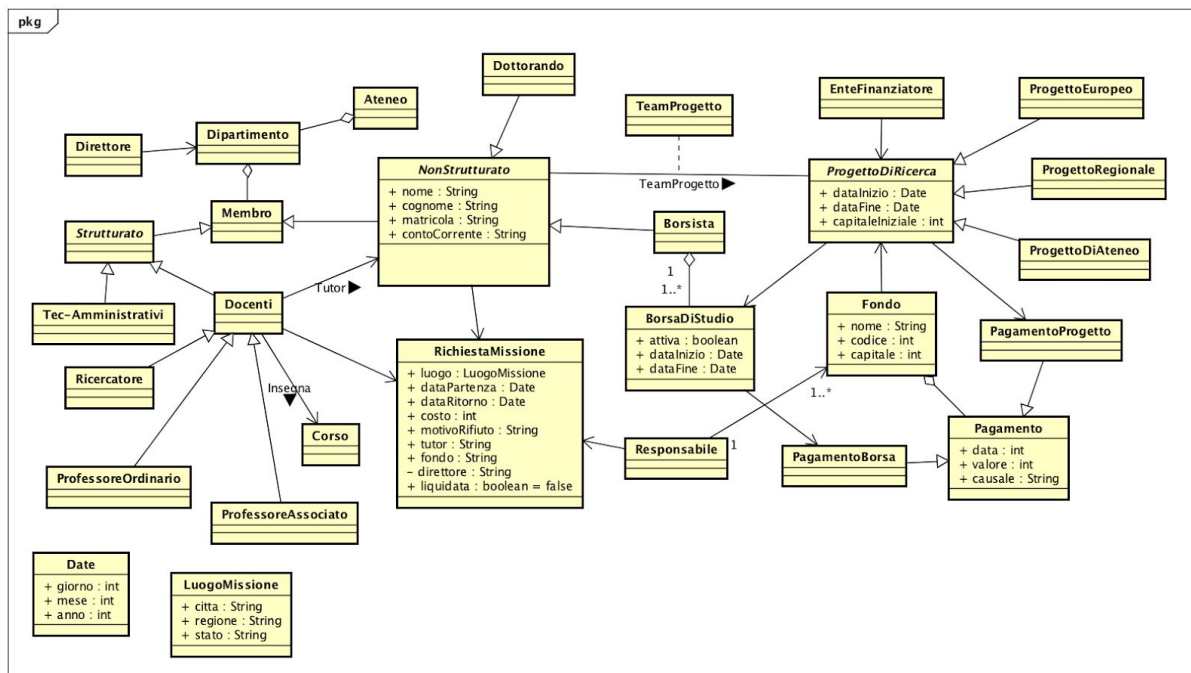 pkg
Dottorando
Ateneo
TeamProgetto
EnteFinanziatore
ProgettoEuropeo
Direttore
Dipartimento
NonStrutturato
+ nome : String
+ cognome : String
+ matricola : String
+ contoCorrente : String
TeamProgetto ▶
ProgettoDiRicerca
+ dataInizio : Date
+ dataFine : Date
+ capitaleIniziale : int
ProgettoRegionale
Membro
Strutturato
Borsista
ProgettoDiAteneo
1
1..*
Tutor ▶
Docenti
Tec-Amministrativi
BorsaDiStudio
+ attiva : boolean
+ dataInizio : Date
+ dataFine : Date
Fondo
+ nome : String
+ codice : int
+ capitale : int
PagamentoProgetto
RichiestaMissione
+ luogo : LuogoMissione
+ dataPartenza : Date
+ dataRitorno : Date
+ costo : int
+ motivoRifiuto : String
+ tutor : String
+ fondo : String
- direttore : String
+ liquidata : boolean = false
Ricercatore
Insegna
▼
1..*
Corso
Responsabile
1
PagamentoBorsa
Pagamento
+ data : int
+ valore : int
+ causale : String
ProfessoreOrdinario
ProfessoreAssociato
Date
+ giorno : int
+ mese : int
+ anno : int
LuogoMissione
+ citta : String
+ regione : String
+ stato : String